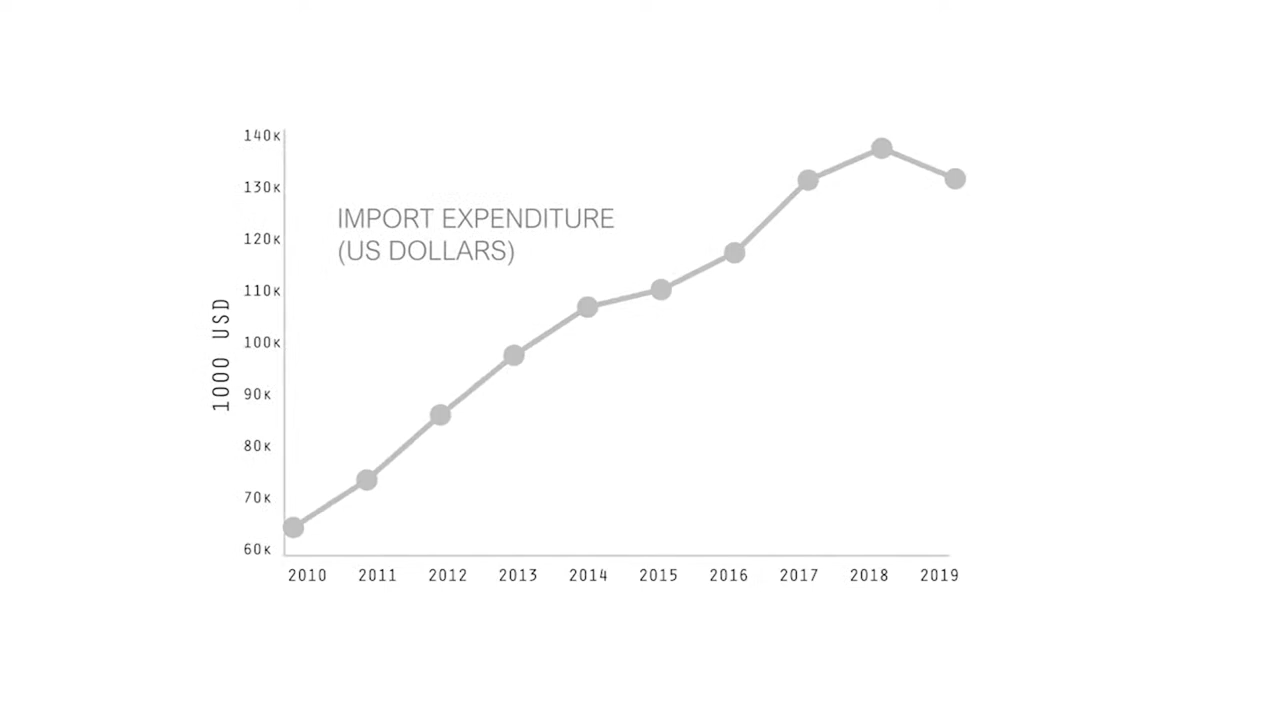 140K
130K
IMPORT EXPENDITURE
120K
(US DOLLARS)
110K
1000 USD
100K
90K
80K
70K
60K
2010 2011 2012 2013 2014 2015 2016 2017 2018 2019